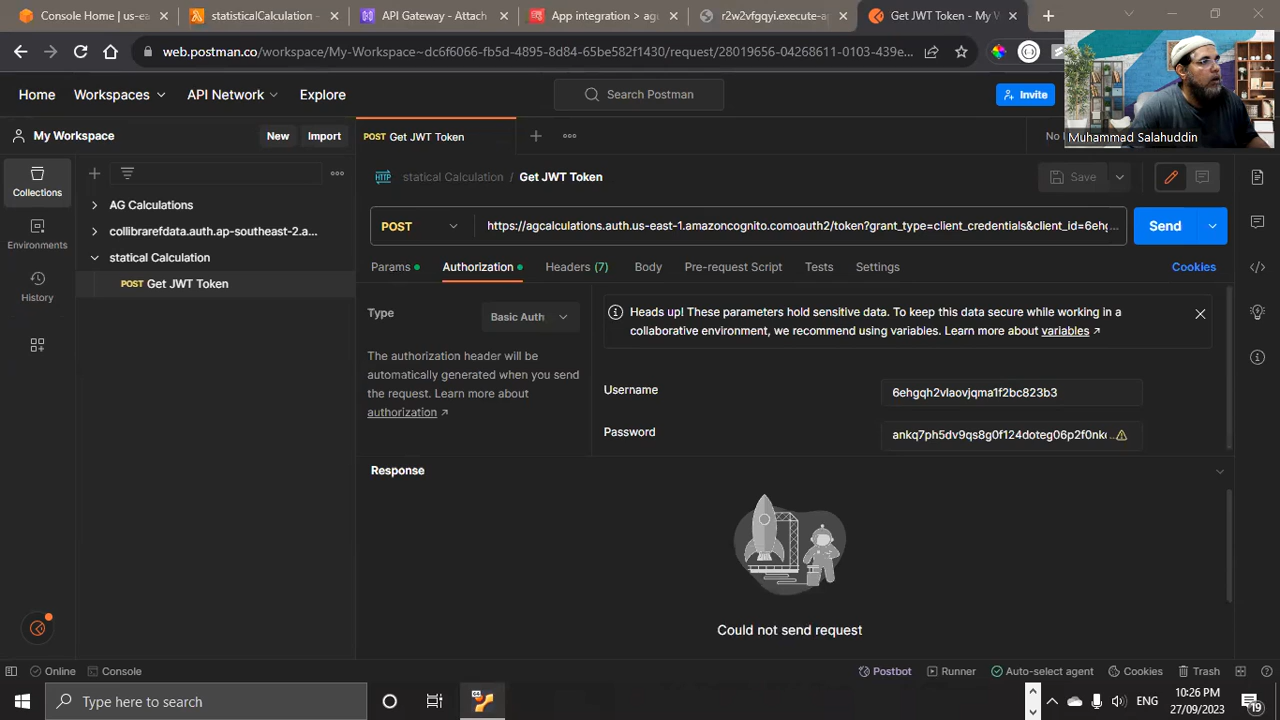 Console Home | us-ea
statisticalCalculation -
API Gateway - Attach
App integration > agu
r2w2vfgqyi.execute-ap
Get JWT Token - My W
web.postman.co/workspace/My-Workspace~dc6f6066-fb5d-4895-8d84-65be582f1430/request/28019656-04268611-0103-439e...
Home
Workspaces
API Network
Explore
Search Postman
Invite
Muhammad Salahuddin
My Workspace
New
Import
POST Get JWT Token
Collections
Environments
History
AG Calculations
collibrarefdata.auth.ap-southeast-2.a...
statical Calculation
POST Get JWT Token
HTTP
statical Calculation / Get JWT Token
Save
POST
https://agcalculations.auth.us-east-1.amazoncognito.comoauth2/token?grant_type=client_credentials&client_id=6ehg...
Send
Params
Authorization
Headers (7)
Body
Pre-request Script
Tests
Settings
Cookies
Type
Basic Auth
The authorization header will be
automatically generated when you send
the request. Learn more about
authorization ↗
Heads up! These parameters hold sensitive data. To keep this data secure while working in a
collaborative environment, we recommend using variables. Learn more about variables ↗
Username
6ehgqh2vlaovjqma1f2bc823b3
Password
ankq7ph5dv9qs8g0f124doteg06p2f0nk
Response
Could not send request
Online
Console
Postbot
Runner
Auto-select agent
Cookies
Trash
Type here to search
ENG
10:26 PM
27/09/2023
19